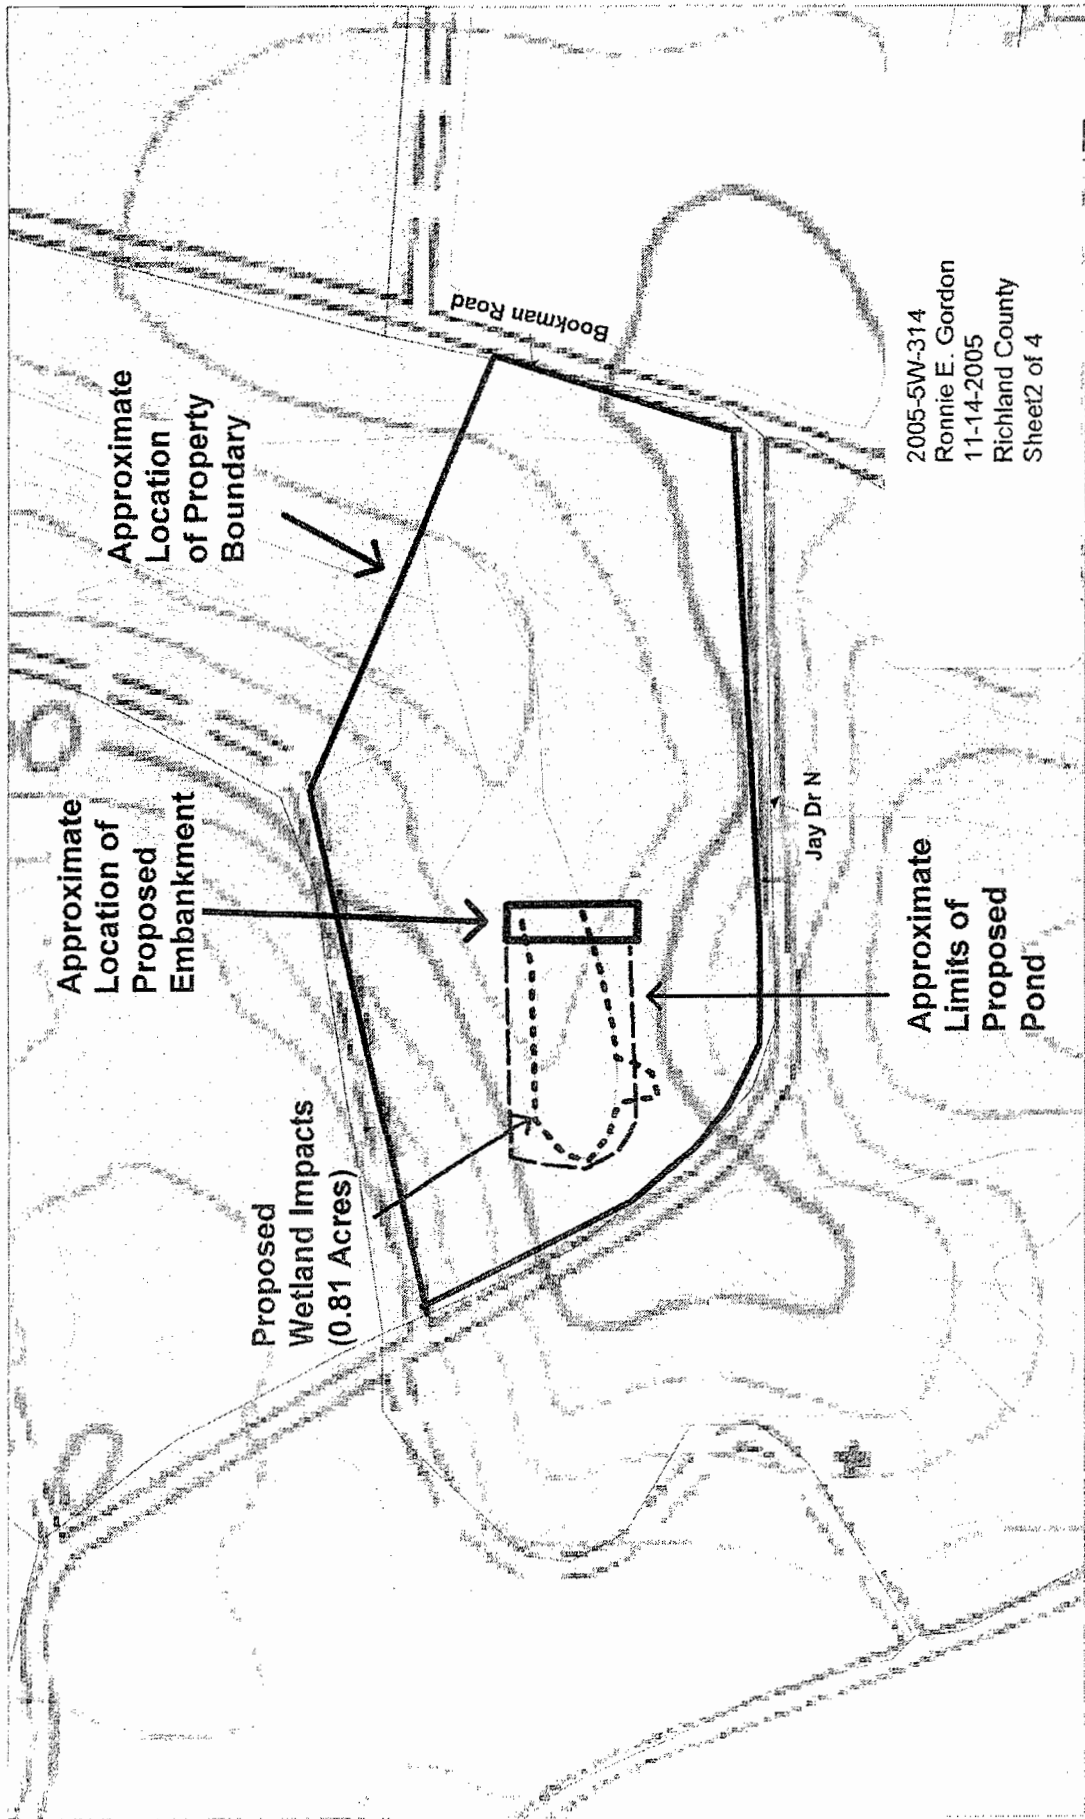 Approximate
Location
of Property
Boundary
Approximate
Location of
Proposed
Embankment
Proposed
Wetland Impacts
(0.81 Acres)
Bookman Road
Jay Dr N
Approximate
Limits of
Proposed
Pond
2005-5W-314
Ronnie E. Gordon
11-14-2005
Richland County
Sheet2 of 4